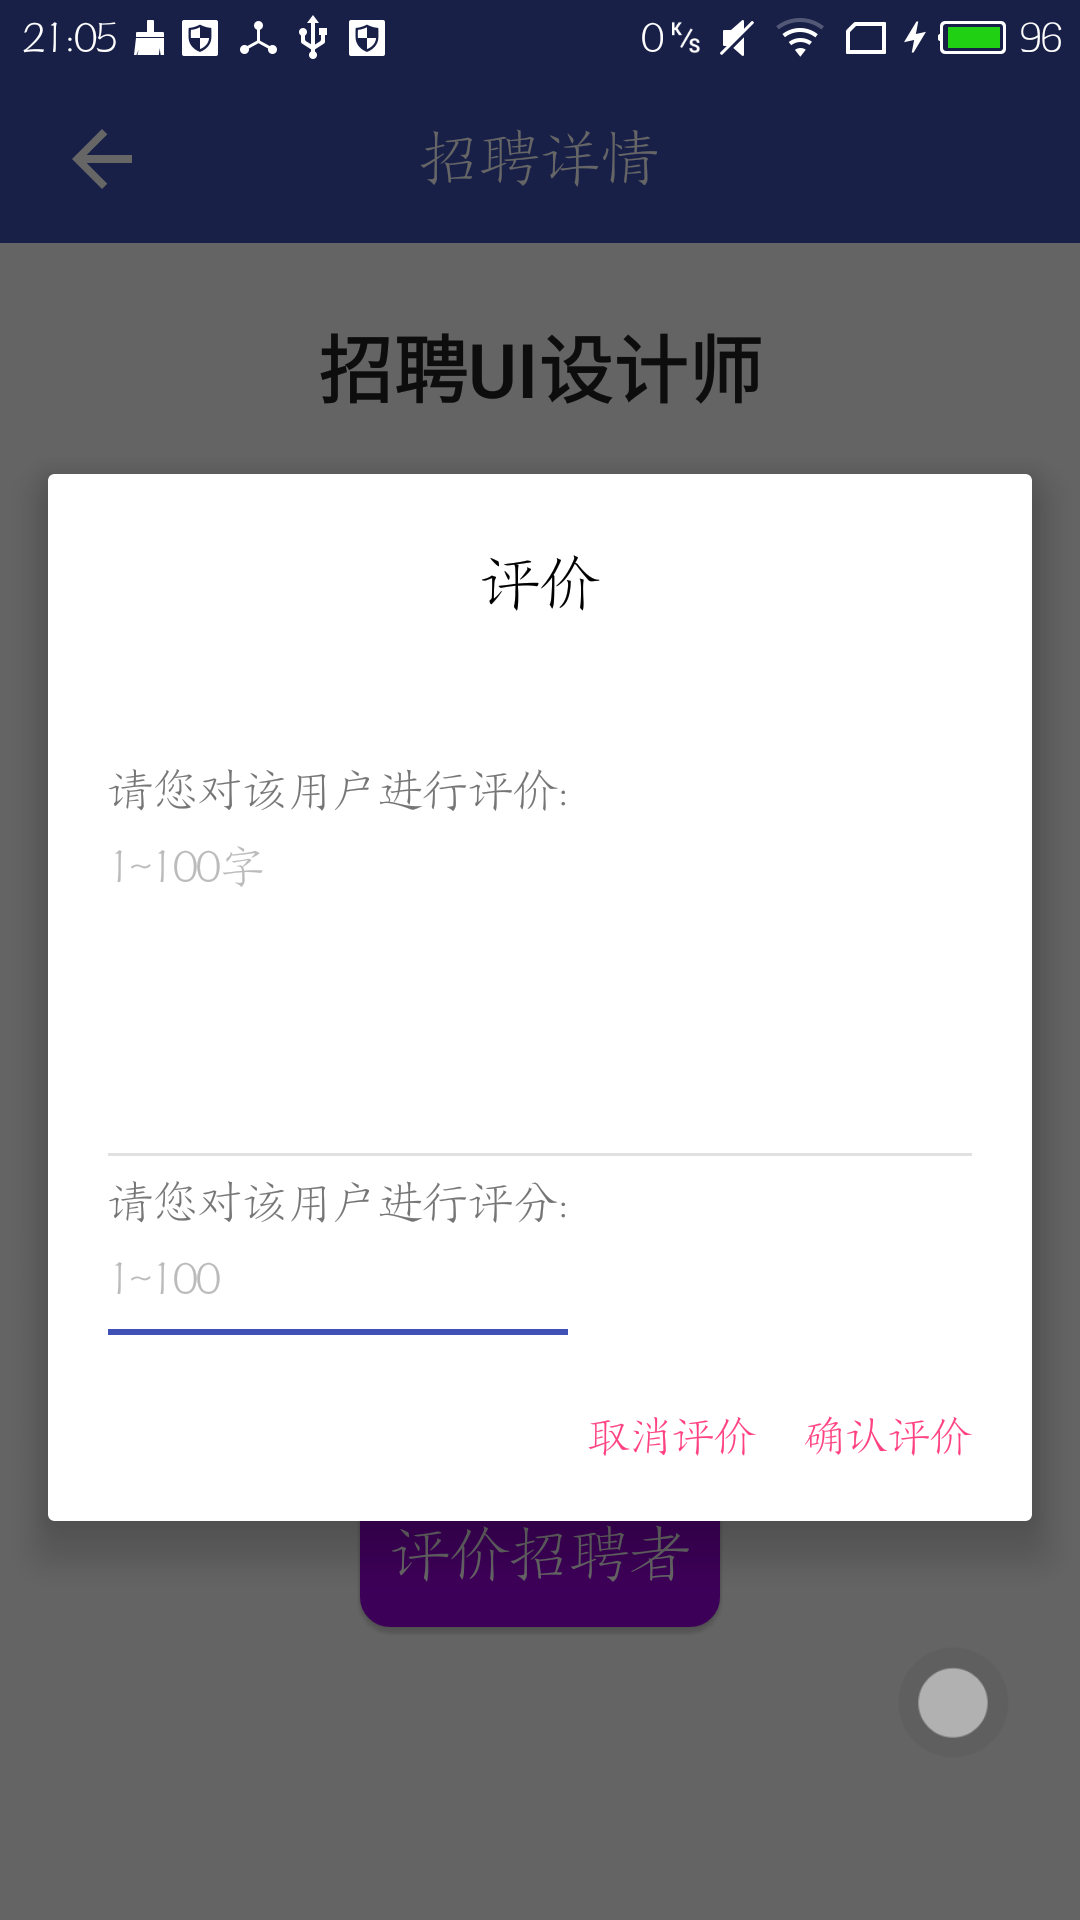 21:05 0 K/s 96
招聘详情
招聘UI设计师
评价
请您对该用户进行评价:
1~100字
请您对该用户进行评分:
1~100
取消评价 确认评价
评价招聘者